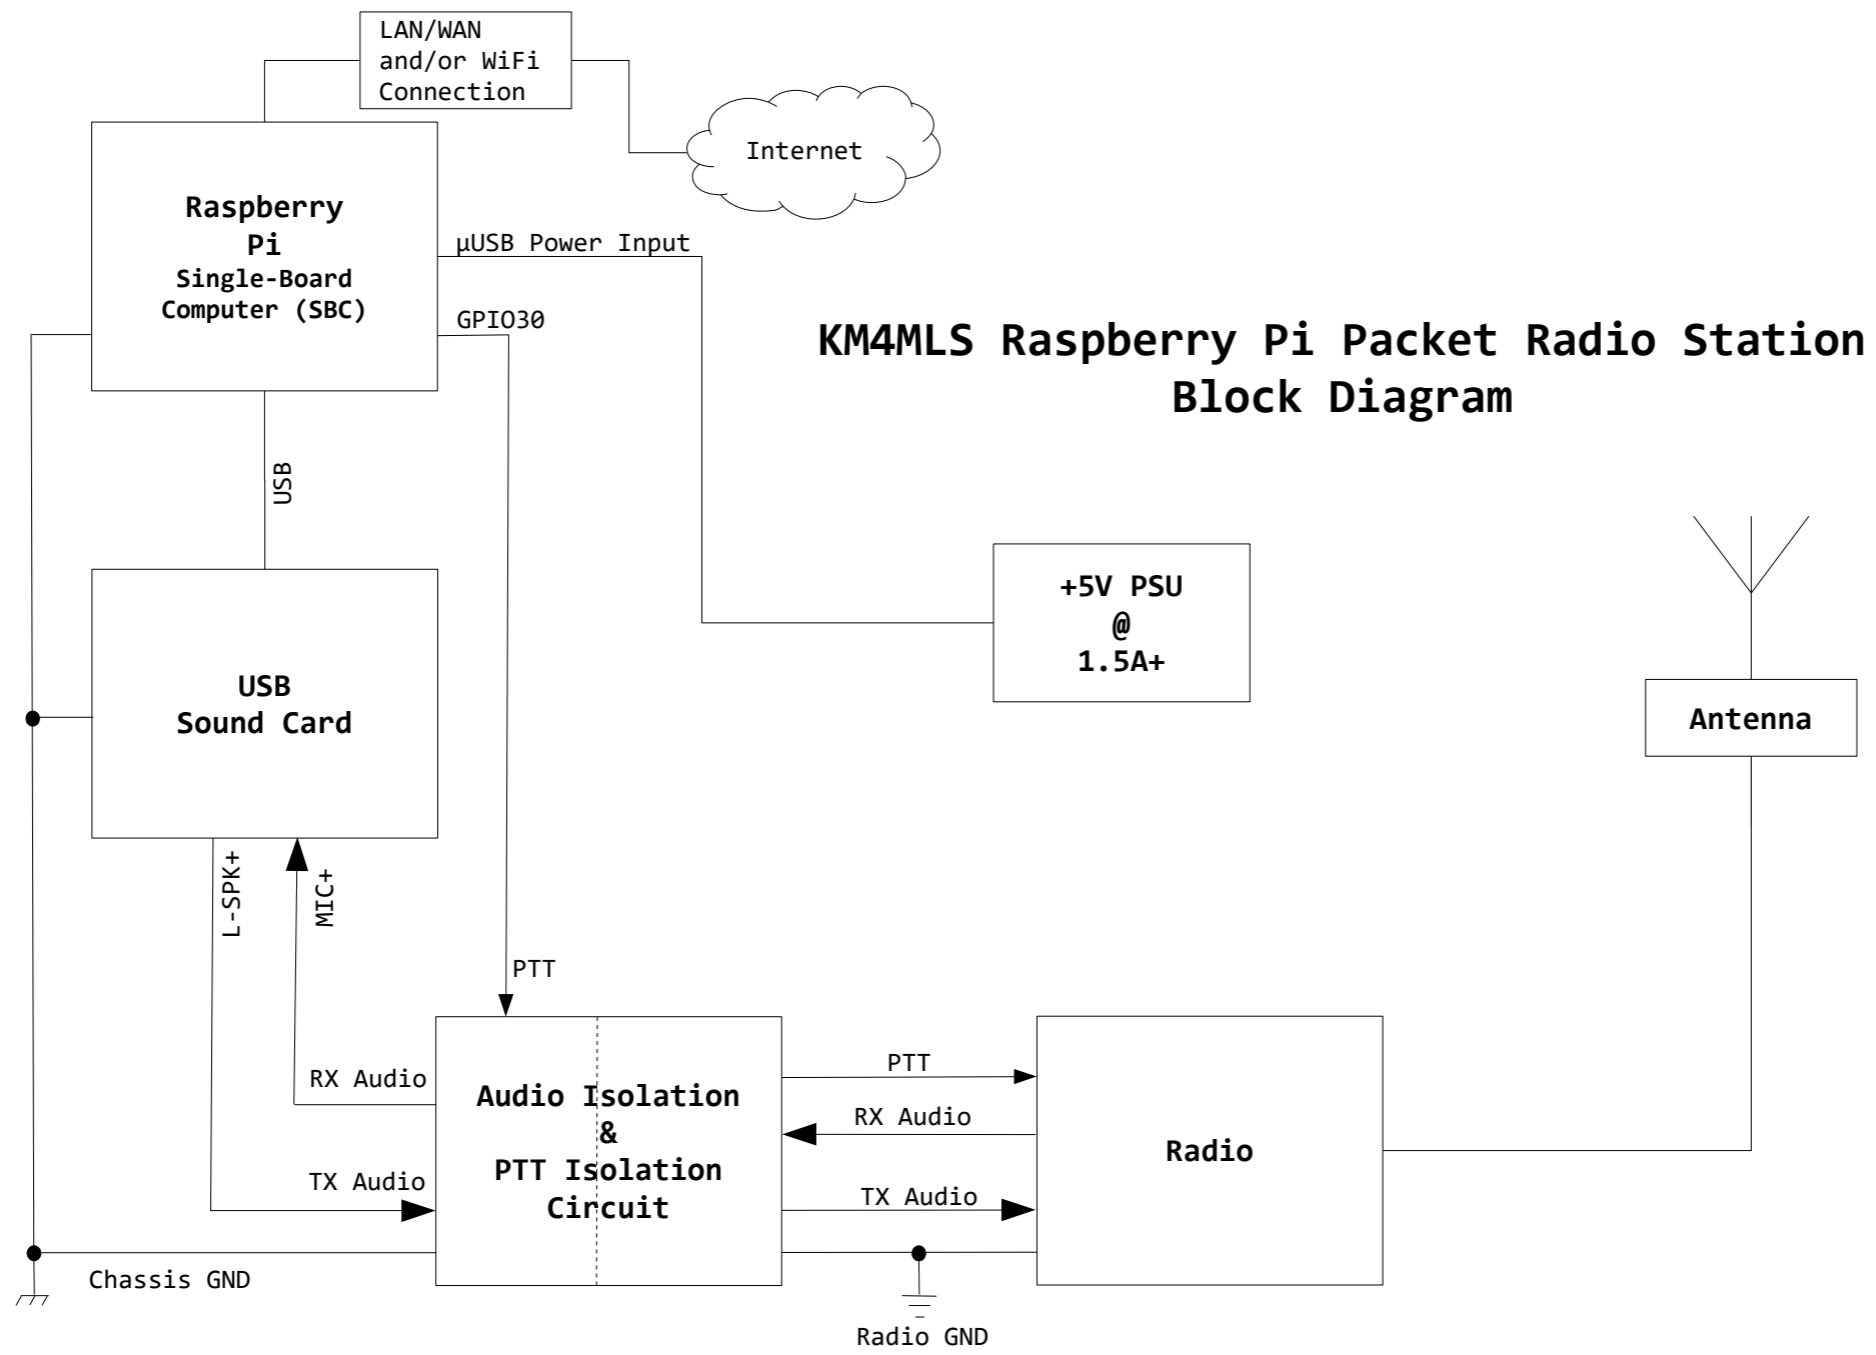 LAN/WAN
and/or WiFi
Connection
Internet
Raspberry
Pi
Single-Board
Computer (SBC)
µUSB Power Input
GPIO30
KM4MLS Raspberry Pi Packet Radio Station
Block Diagram
USB
+5V PSU
@
1.5A+
USB
Sound Card
Antenna
L-SPK+
MIC+
PTT
RX Audio
TX Audio
Audio Isolation
&
PTT Isolation
Circuit
PTT
RX Audio
TX Audio
Radio
Chassis GND
Radio GND